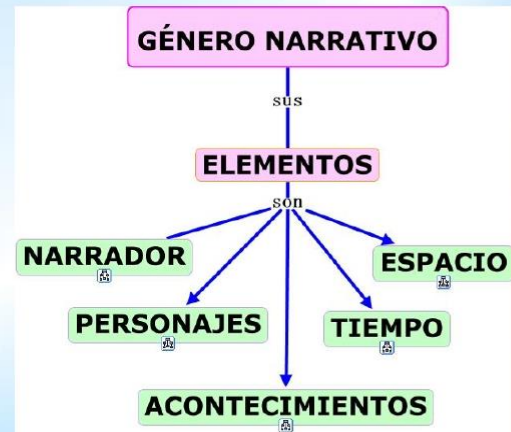 GÉNERO NARRATIVO
sus
ELEMENTOS
son
NARRADOR
ESPACIO
PERSONAJES
TIEMPO
ACONTECIMIENTOS